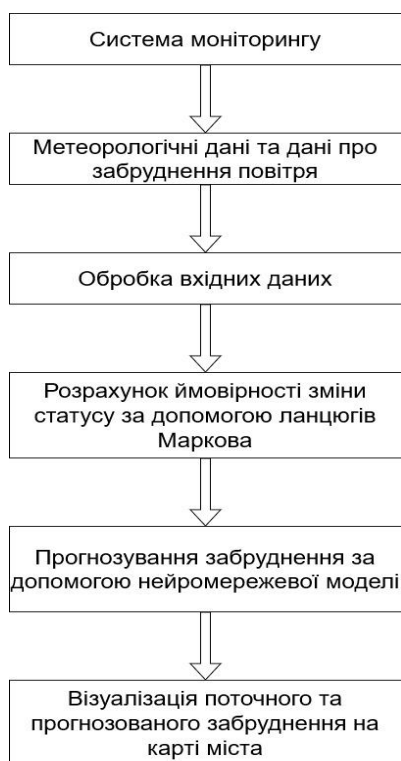 Система моніторингу
Метеорологічні дані та дані про
забруднення повітря
Обробка вхідних даних
Розрахунок ймовірності зміни
статусу за допомогою ланцюгів
Маркова
Прогнозування забруднення за
допомогою нейромережевої моделі
Візуалізація поточного та
прогнозованого забруднення на
карті міста